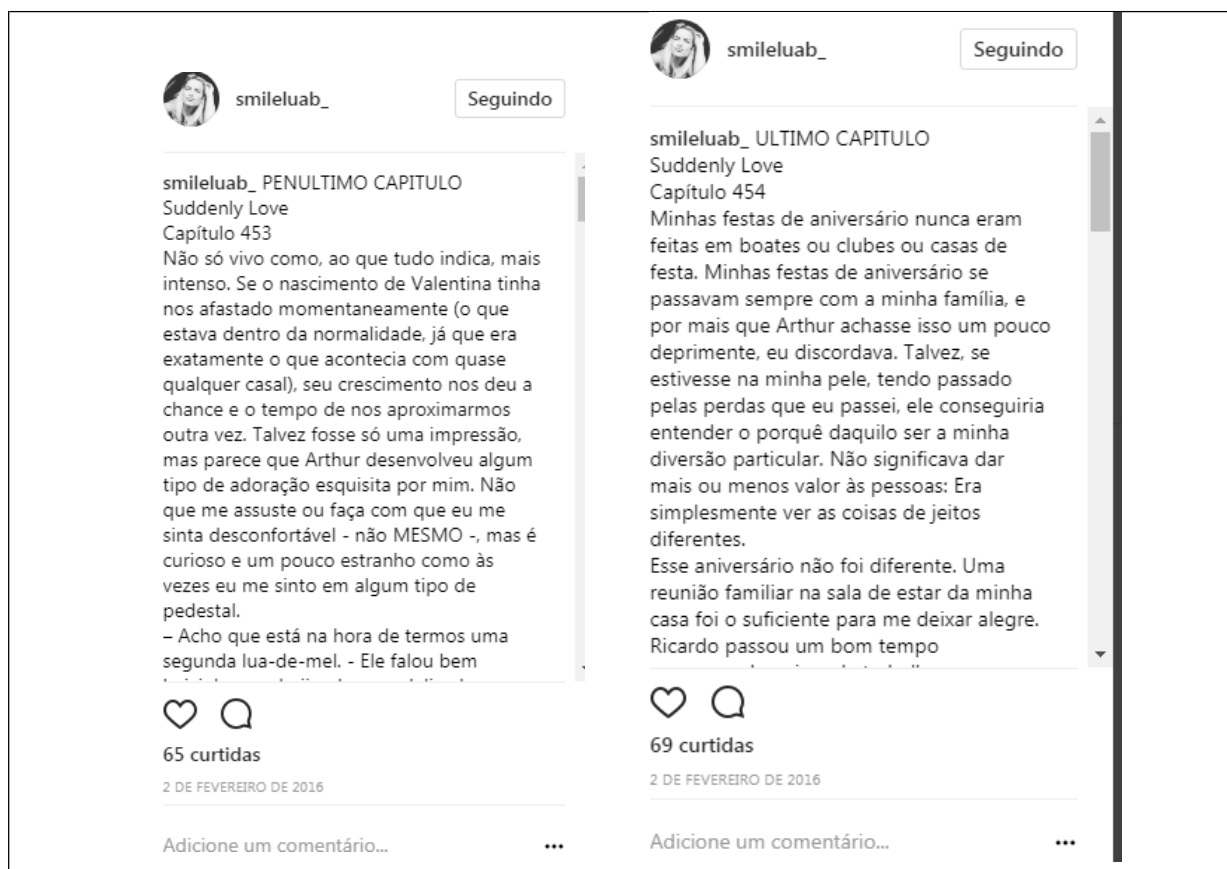 smileluab_ Seguindo
smileluab_ PENULTIMO CAPITULO
Suddenly Love
Capítulo 453
Não só vivo como, ao que tudo indica, mais
intenso. Se o nascimento de Valentina tinha
nos afastado momentaneamente (o que
estava dentro da normalidade, já que era
exatamente o que acontecia com quase
qualquer casal), seu crescimento nos deu a
chance e o tempo de nos aproximarmos
outra vez. Talvez fosse só uma impressão,
mas parece que Arthur desenvolveu algum
tipo de adoração esquisita por mim. Não
que me assuste ou faça com que eu me
sinta desconfortável - não MESMO -, mas é
curioso e um pouco estranho como às
vezes eu me sinto em algum tipo de
pedestal.
– Acho que está na hora de termos uma
segunda lua-de-mel. - Ele falou bem
65 curtidas
2 DE FEVEREIRO DE 2016
Adicione um comentário...
smileluab_ Seguindo
smileluab_ ULTIMO CAPITULO
Suddenly Love
Capítulo 454
Minhas festas de aniversário nunca eram
feitas em boates ou clubes ou casas de
festa. Minhas festas de aniversário se
passavam sempre com a minha família, e
por mais que Arthur achasse isso um pouco
deprimente, eu discordava. Talvez, se
estivesse na minha pele, tendo passado
pelas perdas que eu passei, ele conseguiria
entender o porquê daquilo ser a minha
diversão particular. Não significava dar
mais ou menos valor às pessoas: Era
simplesmente ver as coisas de jeitos
diferentes.
Esse aniversário não foi diferente. Uma
reunião familiar na sala de estar da minha
casa foi o suficiente para me deixar alegre.
Ricardo passou um bom tempo
69 curtidas
2 DE FEVEREIRO DE 2016
Adicione um comentário...